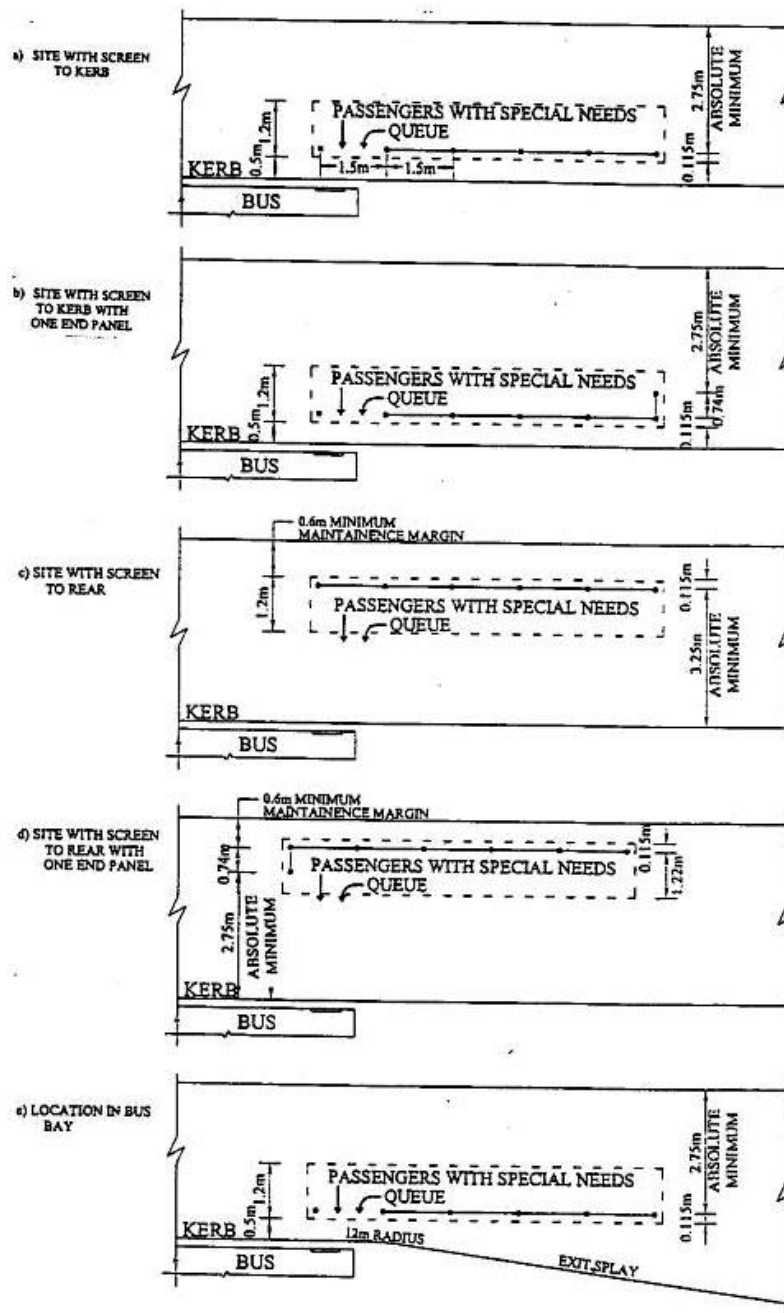 a) SITE WITH SCREEN
TO KERB
PASSENGERS WITH SPECIAL NEEDS
QUEUE
1.2m
0.5m
1.5m
1.5m
2.75m
ABSOLUTE
MINIMUM
0.115m
KERB
BUS
b) SITE WITH SCREEN
TO KERB WITH
ONE END PANEL
PASSENGERS WITH SPECIAL NEEDS
QUEUE
1.2m
0.5m
2.75m
ABSOLUTE
MINIMUM
0.74m
0.115m
KERB
BUS
0.6m MINIMUM
MAINTAINENCE MARGIN
c) SITE WITH SCREEN
TO REAR
1.2m
PASSENGERS WITH SPECIAL NEEDS
QUEUE
0.115m
3.25m
ABSOLUTE
MINIMUM
KERB
BUS
0.6m MINIMUM
MAINTAINENCE MARGIN
d) SITE WITH SCREEN
TO REAR WITH
ONE END PANEL
0.74m
PASSENGERS WITH SPECIAL NEEDS
QUEUE
0.115m
1.22m
2.75m
ABSOLUTE
MINIMUM
KERB
BUS
e) LOCATION IN BUS
BAY
PASSENGERS WITH SPECIAL NEEDS
QUEUE
1.2m
0.5m
2.75m
ABSOLUTE
MINIMUM
0.115m
KERB
12m RADIUS
BUS
EXIT SPLAY